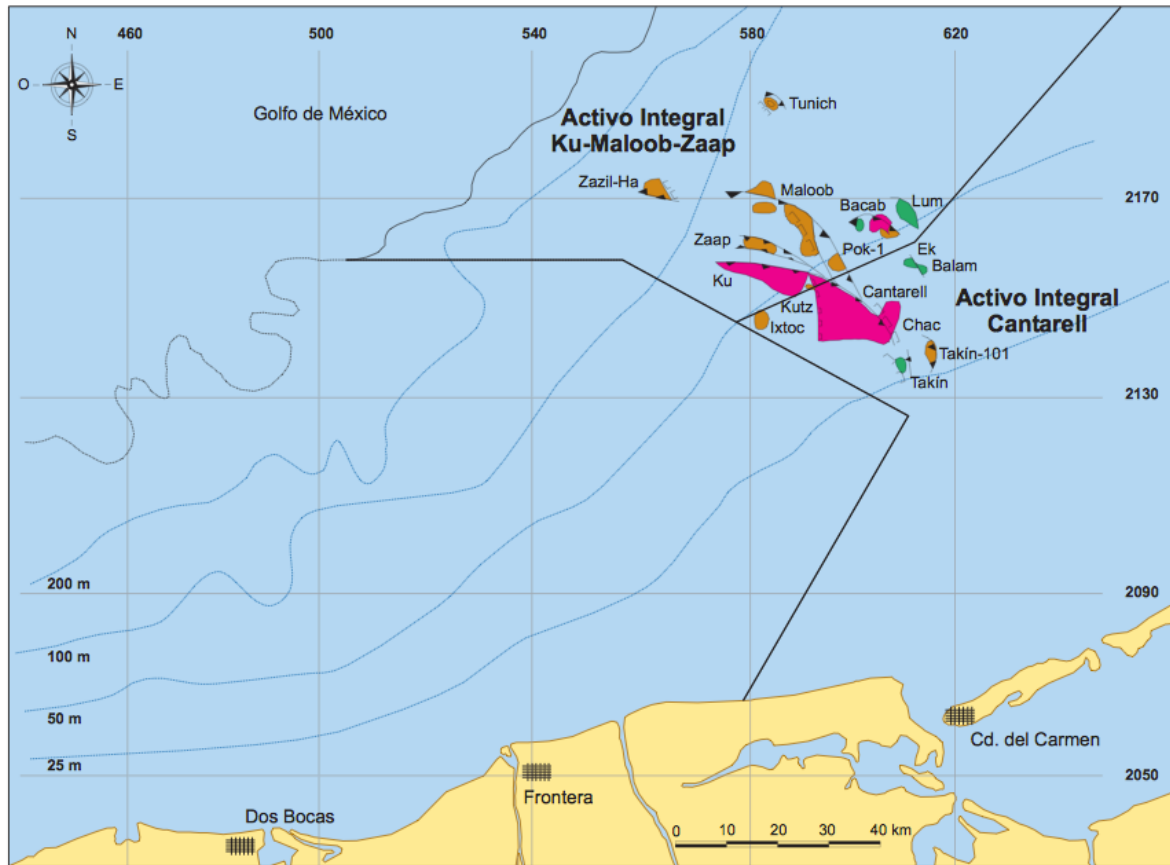 460
500
540
580
620
N
O
E
S
Golfo de México
Activo Integral
Ku-Maloob-Zaap
Tunich
Zazil-Ha
Maloob
Bacab
Lum
2170
Zaap
Pok-1
Ek
Balam
Ku
Kutz
Cantarell
Activo Integral
Cantarell
Ixtoc
Chac
Takín-101
Takín
2130
200 m
2090
100 m
50 m
25 m
Cd. del Carmen
2050
Frontera
Dos Bocas
0 10 20 30 40 km